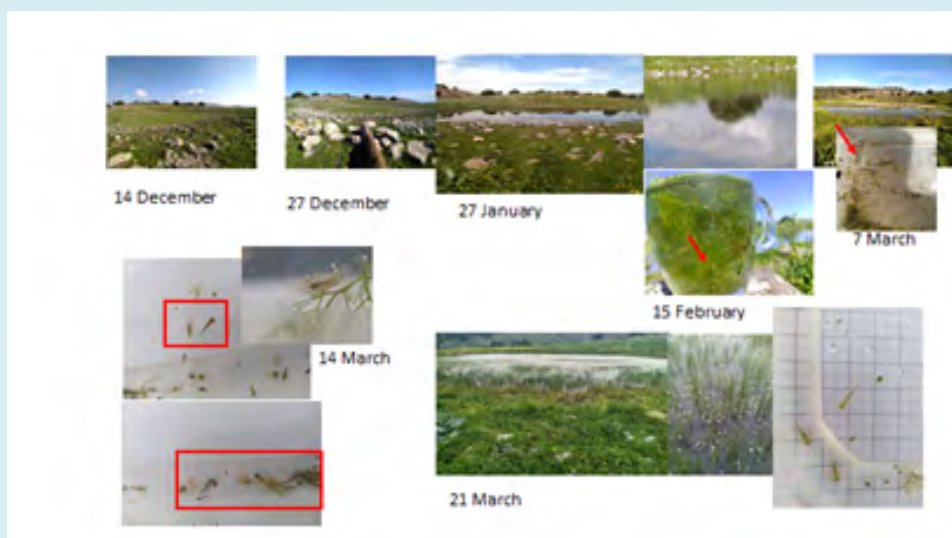 14 December
27 December
27 January
7 March
15 February
14 March
21 March